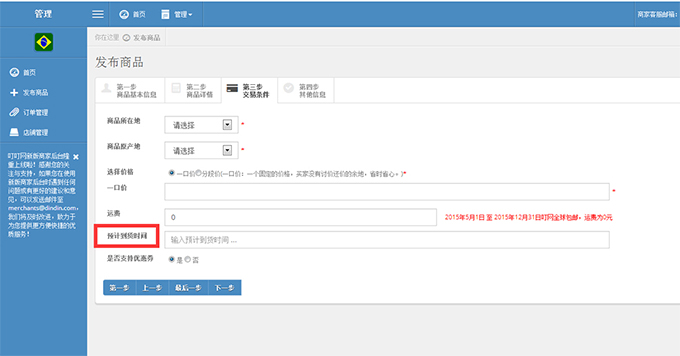 管理
首页
管理
商家客服邮箱:
首页
发布商品
订单管理
店铺管理
叮叮网新版商家后台隆
重上线啦!感谢您的关
注与支持,如果您在使用
新版商家后台时遇到任何
问题或有更好的建议和意
见,可以发送邮件至
merchants@dindin.com,
我们将及时改进,致力于
为您提供更方便快捷的优
质服务!
你在这里
发布商品
发布商品
第一步
商品基本信息
第二步
商品详情
第三步
交易条件
第四步
其他信息
商品所在地
请选择
*
商品原产地
请选择
*
选择价格
一口价 分段价(一口价:一个固定的价格,买家没有讨价还价的余地,省时省心。)*
一口价
*
运费
0
2015年5月1日 至 2015年12月31日叮网全球包邮,运费为0元
预计到货时间
输入预计到货时间 ...
是否支持优惠券
是 否
第一步
上一步
最后一步
下一步